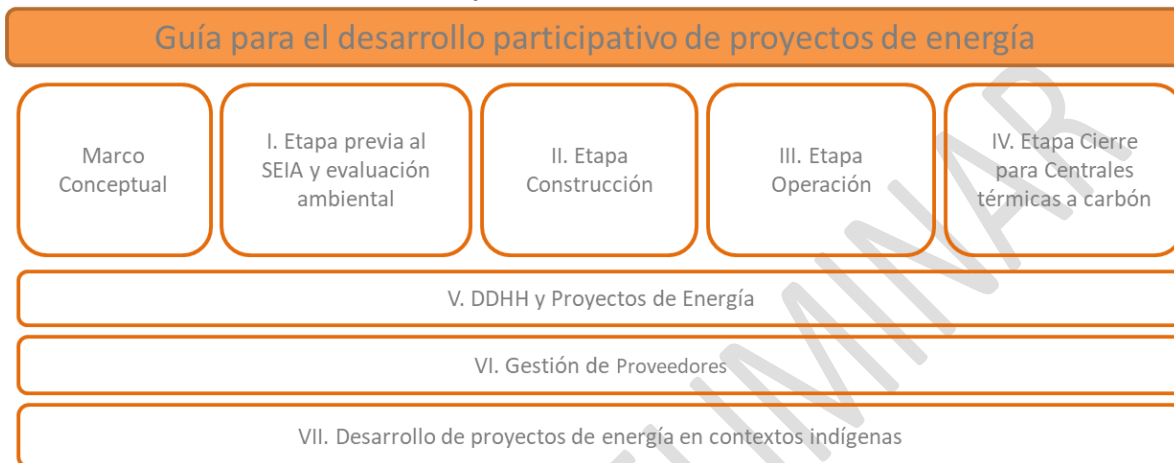 Guía para el desarrollo participativo de proyectos de energía
Marco
Conceptual
I. Etapa previa al
SEIA y evaluación
ambiental
II. Etapa
Construcción
III. Etapa
Operación
IV. Etapa Cierre
para Centrales
térmicas a carbón
V. DDHH y Proyectos de Energía
VI. Gestión de Proveedores
VII. Desarrollo de proyectos de energía en contextos indígenas